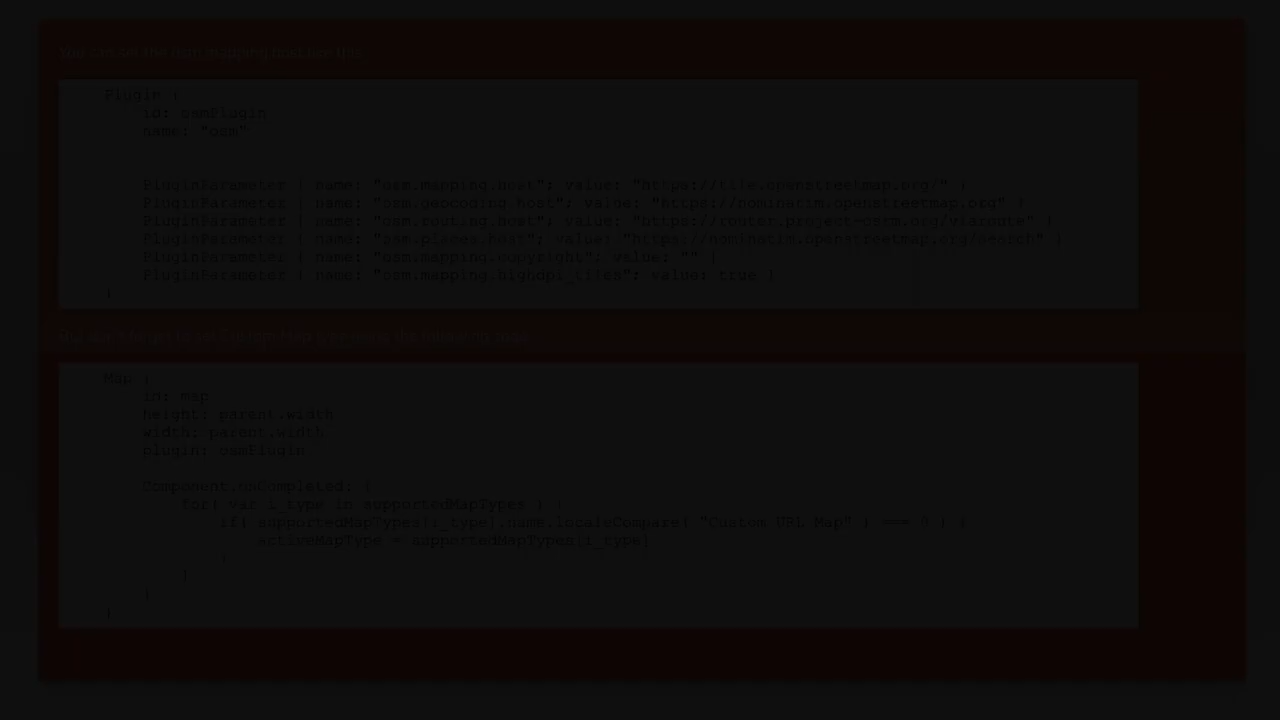 You can set the osm mapping host like this:
Plugin {
id: osmPlugin
name: "osm"
PluginParameter { name: "osm.mapping.host"; value: "https://tile.openstreetmap.org/" }
PluginParameter { name: "osm.geocoding.host"; value: "https://nominatim.openstreetmap.org" }
PluginParameter { name: "osm.routing.host"; value: "https://router.project-osrm.org/viaroute" }
PluginParameter { name: "osm.places.host"; value: "https://nominatim.openstreetmap.org/search" }
PluginParameter { name: "osm.mapping.copyright"; value: "" }
PluginParameter { name: "osm.mapping.highdpi_tiles"; value: true }
}
the following
Map {
id: map
height: parent.width
width: parent.width
plugin: osmPlugin
Component.onCompleted: {
for( var i_type in supportedMapTypes ) {
if( supportedMapTypes[i_type].name.localeCompare( "Custom URL Map" ) === 0 ) {
activeMapType = supportedMapTypes[i_type]
}
}
}
}